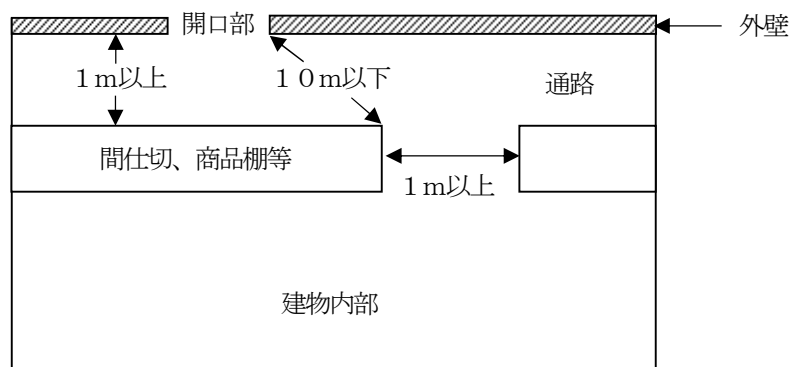 開口部
外壁
１ｍ以上
１０ｍ以下
通路
間仕切、商品棚等
１ｍ以上
建物内部